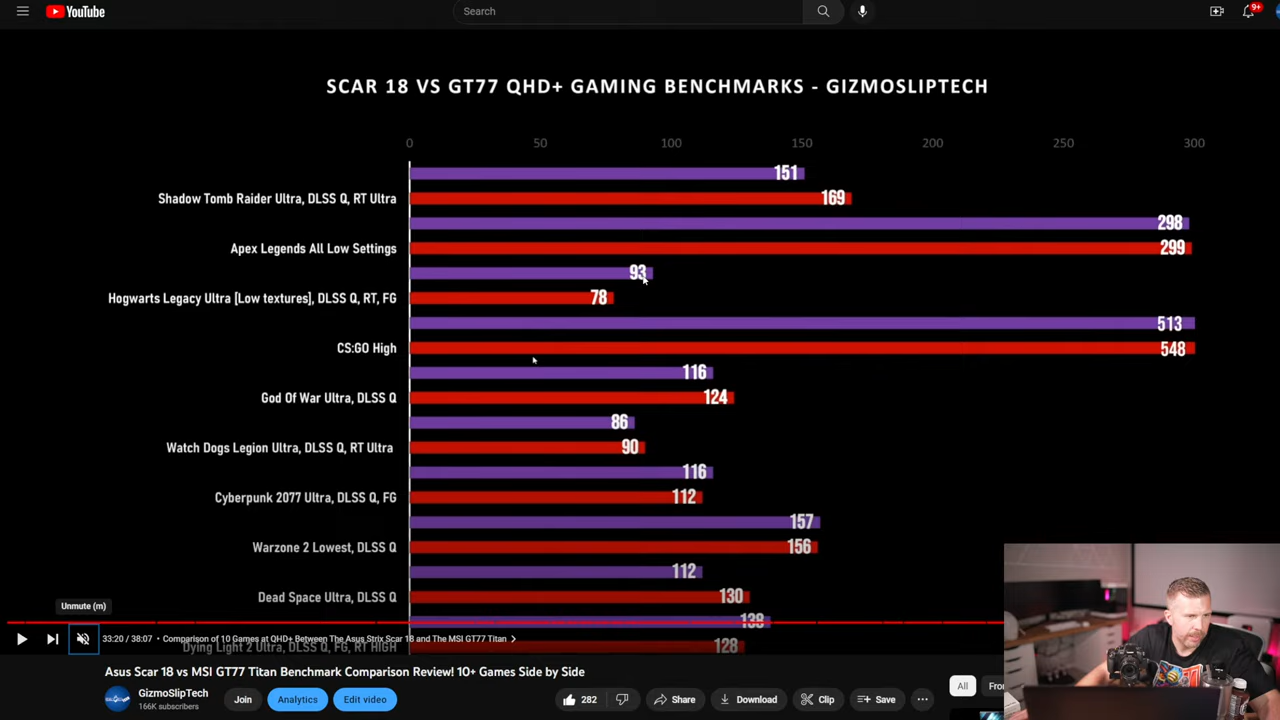 YouTube
Search
9+
SCAR 18 VS GT77 QHD+ GAMING BENCHMARKS - GIZMOSLIPTECH
0 50 100 150 200 250 300
151
Shadow Tomb Raider Ultra, DLSS Q, RT Ultra 169
298
Apex Legends All Low Settings 299
93
Hogwarts Legacy Ultra [Low textures], DLSS Q, RT, FG 78
513
CS:GO High 548
116
God Of War Ultra, DLSS Q 124
86
Watch Dogs Legion Ultra, DLSS Q, RT Ultra 90
116
Cyberpunk 2077 Ultra, DLSS Q, FG 112
157
Warzone 2 Lowest, DLSS Q 156
112
Dead Space Ultra, DLSS Q 130
Unmute (m)
138
33:20 / 38:07 • Comparison of 10 Games at QHD+ Between The Asus Strix Scar 18 and The MSI GT77 Titan
Dying Light 2 Ultra, DLSS Q, FG, RT HIGH 128
Asus Scar 18 vs MSI GT77 Titan Benchmark Comparison Review! 10+ Games Side by Side
GizmoSlipTech
166K subscribers
Join Analytics Edit video 282 Share Download Clip Save ...
All Fro